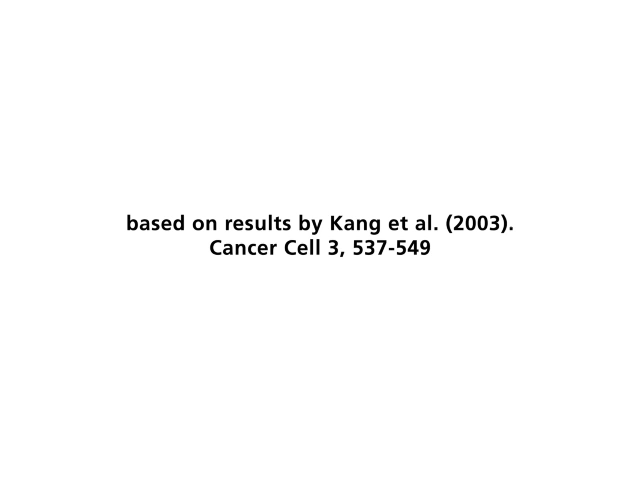 based on results by Kang et al. (2003).
Cancer Cell 3, 537-549